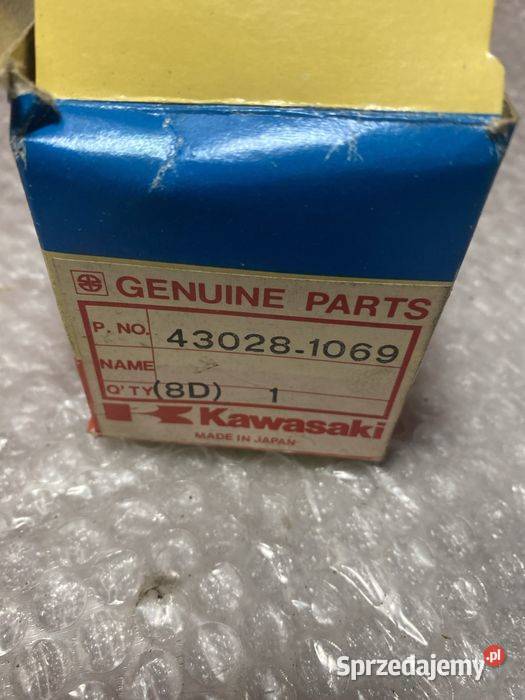 GENUINE PARTS
P. NO. 43028-1069
NAME
Q'TY (8D) 1
Kawasaki
MADE IN JAPAN
Sprzedajemy.pl